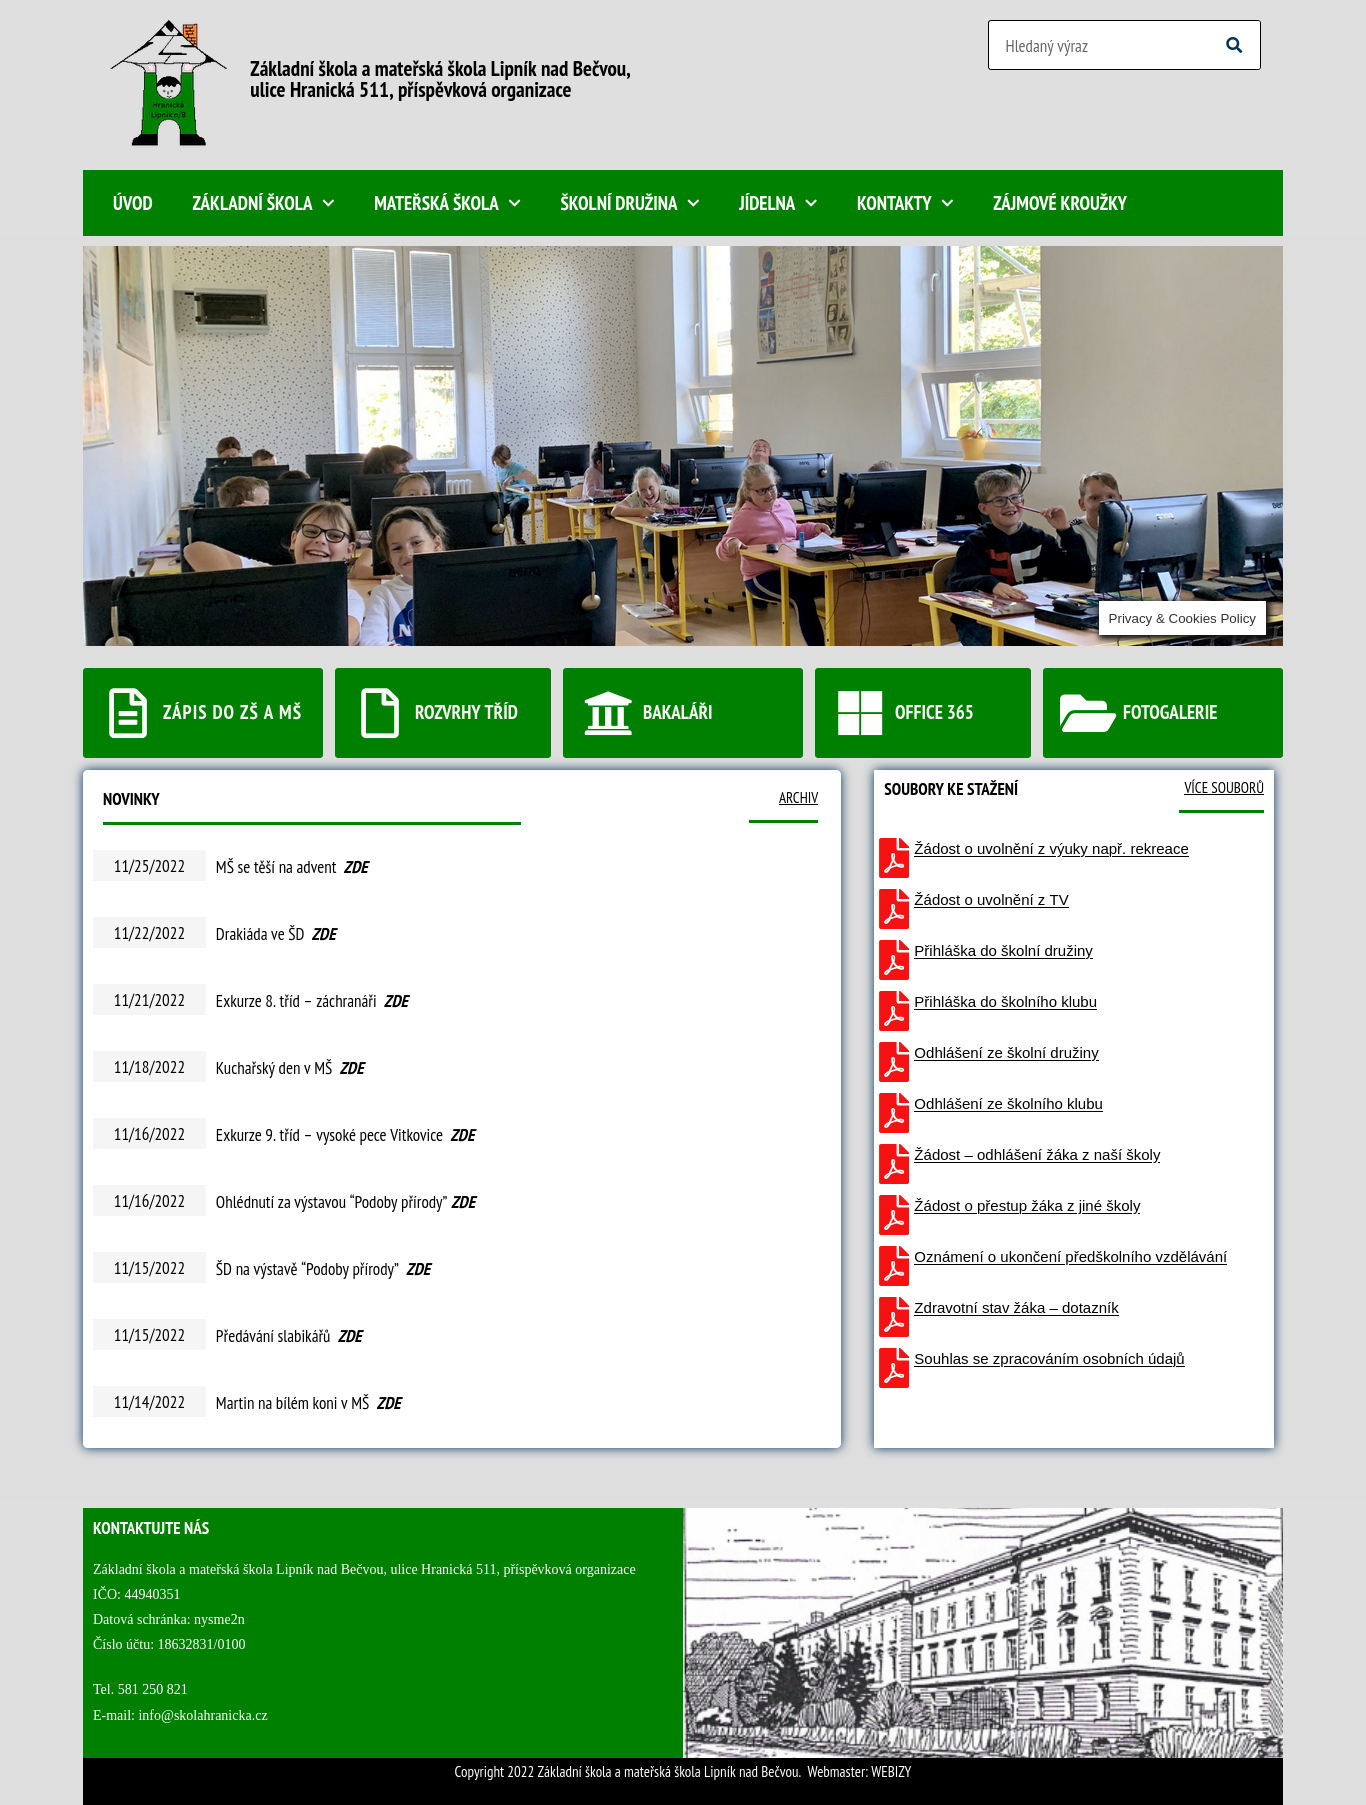 Hranická
Lipník n/B
Základní škola a mateřská škola Lipník nad Bečvou,
ulice Hranická 511, příspěvková organizace
Hledaný výraz
ÚVOD ZÁKLADNÍ ŠKOLA MATEŘSKÁ ŠKOLA ŠKOLNÍ DRUŽINA JÍDELNA KONTAKTY ZÁJMOVÉ KROUŽKY
Privacy & Cookies Policy
ZÁPIS DO ZŠ A MŠ ROZVRHY TŘÍD BAKALÁŘI OFFICE 365 FOTOGALERIE
NOVINKY
ARCHIV
11/25/2022 MŠ se těší na advent ZDE
11/22/2022 Drakiáda ve ŠD ZDE
11/21/2022 Exkurze 8. tříd – záchranáři ZDE
11/18/2022 Kuchařský den v MŠ ZDE
11/16/2022 Exkurze 9. tříd – vysoké pece Vitkovice ZDE
11/16/2022 Ohlédnutí za výstavou “Podoby přírody” ZDE
11/15/2022 ŠD na výstavě “Podoby přírody” ZDE
11/15/2022 Předávání slabikářů ZDE
11/14/2022 Martin na bílém koni v MŠ ZDE
SOUBORY KE STAŽENÍ
VÍCE SOUBORŮ
Žádost o uvolnění z výuky např. rekreace
Žádost o uvolnění z TV
Přihláška do školní družiny
Přihláška do školního klubu
Odhlášení ze školní družiny
Odhlášení ze školního klubu
Žádost – odhlášení žáka z naší školy
Žádost o přestup žáka z jiné školy
Oznámení o ukončení předškolního vzdělávání
Zdravotní stav žáka – dotazník
Souhlas se zpracováním osobních údajů
KONTAKTUJTE NÁS
Základní škola a mateřská škola Lipník nad Bečvou, ulice Hranická 511, příspěvková organizace
IČO: 44940351
Datová schránka: nysme2n
Číslo účtu: 18632831/0100
Tel. 581 250 821
E-mail: info@skolahranicka.cz
Copyright 2022 Základní škola a mateřská škola Lipník nad Bečvou. Webmaster: WEBIZY